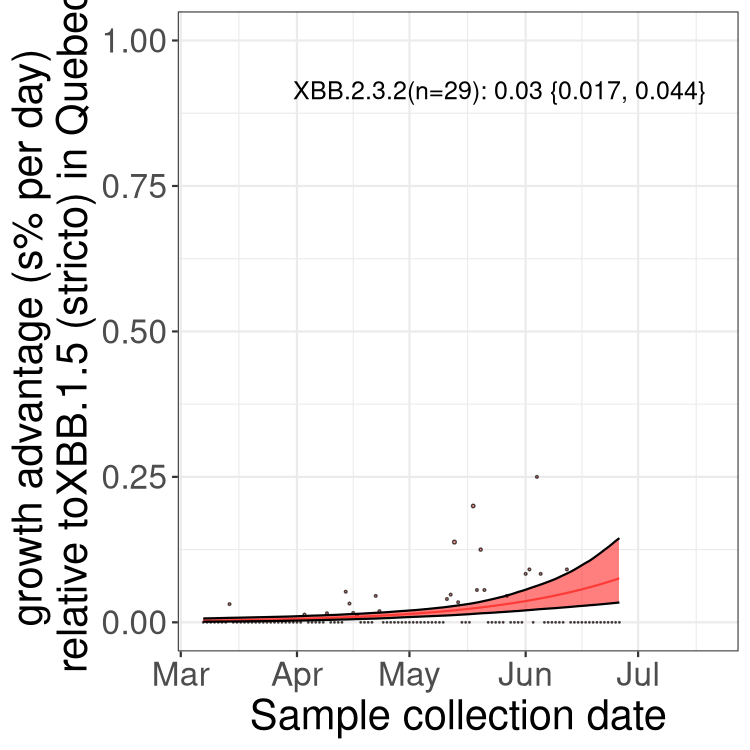 growth advantage (s% per day)
relative toXBB.1.5 (stricto) in Quebec
1.00
0.75
0.50
0.25
0.00
XBB.2.3.2(n=29): 0.03 {0.017, 0.044}
Mar Apr May Jun Jul
Sample collection date